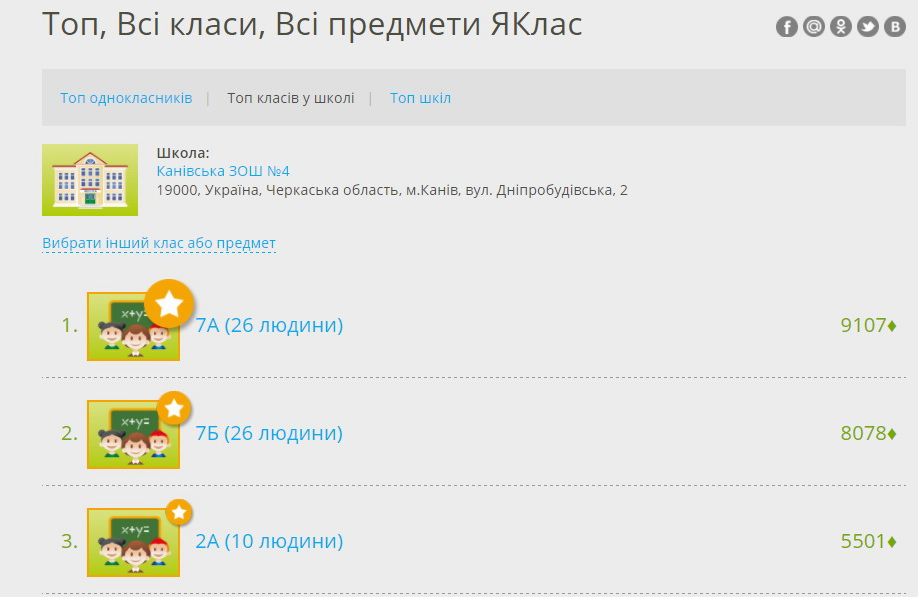 Топ, Всі класи, Всі предмети ЯКлас
Топ однокласників | Топ класів у школі | Топ шкіл
Школа:
Канівська ЗОШ №4
19000, Україна, Черкаська область, м.Канів, вул. Дніпробудівська, 2
Вибрати інший клас або предмет
1. x+y= 7А (26 людини) 9107♦
2. x+y= 7Б (26 людини) 8078♦
3. x+y= 2А (10 людини) 5501♦